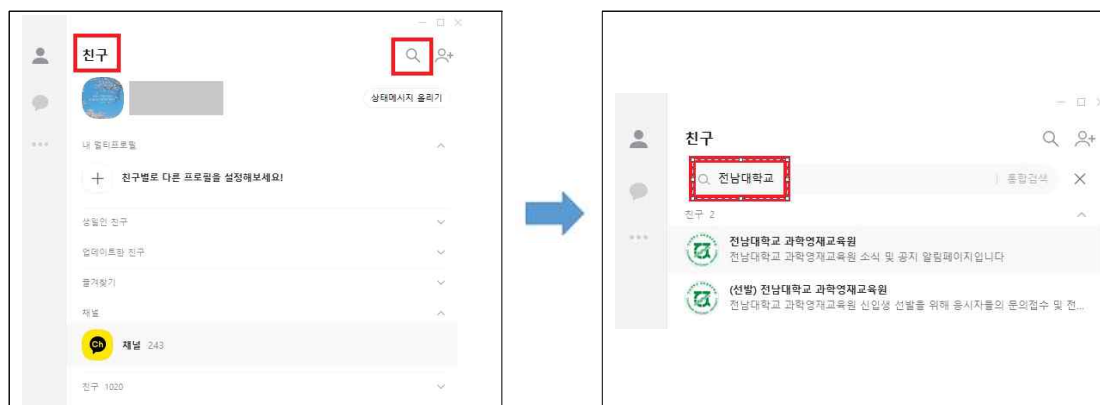 친구
상태메시지 올리기
내 멀티프로필
친구별로 다른 프로필을 설정해보세요!
생일인 친구
업데이트한 친구
즐겨찾기
채널
Ch
채널 243
친구 1020
친구
전남대학교
통합검색
친구 2
전남대학교 과학영재교육원
전남대학교 과학영재교육원 소식 및 공지 알림페이지입니다
(선발) 전남대학교 과학영재교육원
전남대학교 과학영재교육원 신입생 선발을 위해 응시자들의 문의접수 및 전...